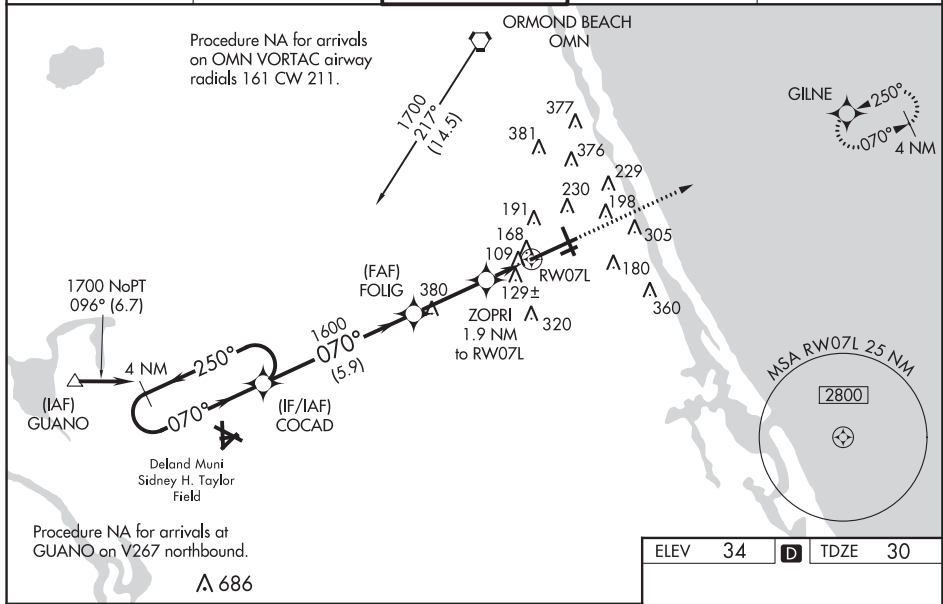 Procedure NA for arrivals
on OMN VORTAC airway
radials 161 CW 211.
ORMOND BEACH
OMN
1700
217°
(14.5)
GILNE
250°
070°
4 NM
377
381
376
229
230
198
191
168
305
109
RW07L
180
129±
360
320
(FAF)
FOLIG
380
ZOPRI
1.9 NM
to RW07L
1700 NoPT
096° (6.7)
1600
070°
(5.9)
4 NM
250°
070°
(IAF)
GUANO
(IF/IAF)
COCAD
Deland Muni
Sidney H. Taylor
Field
MSA RW07L 25 NM
2800
Procedure NA for arrivals at
GUANO on V267 northbound.
686
ELEV 34 D TDZE 30